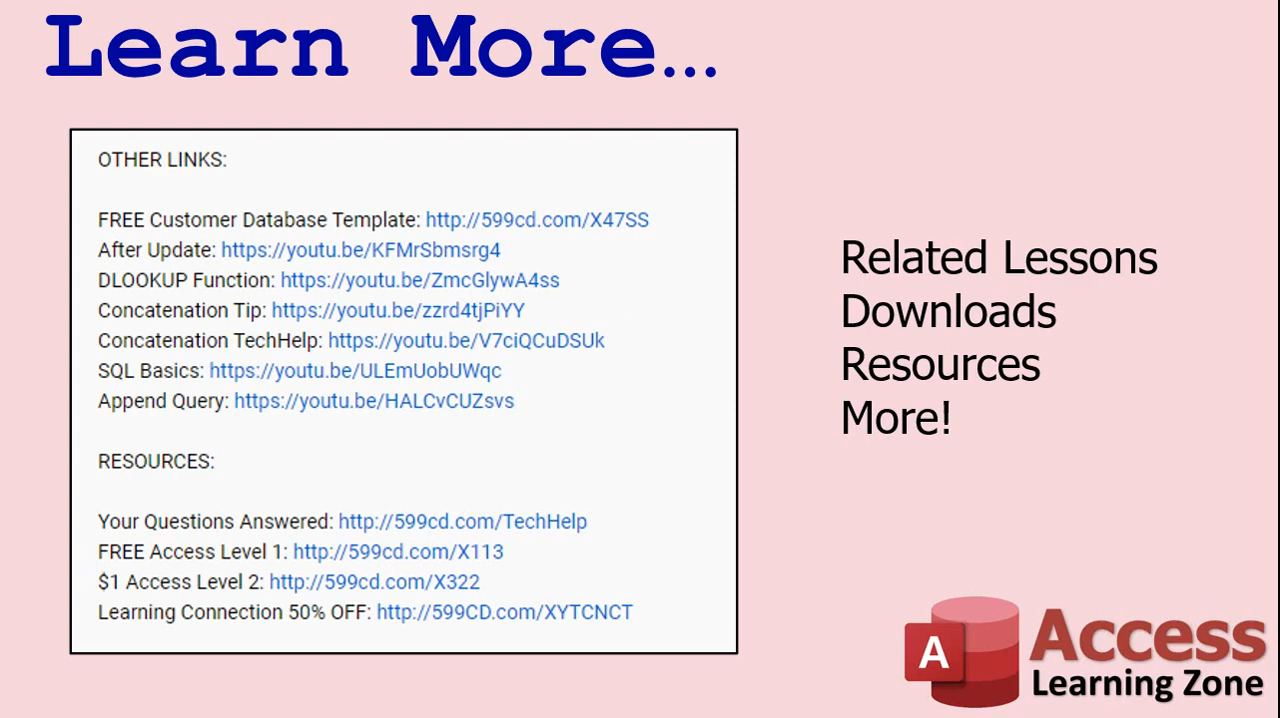 Learn More...
OTHER LINKS:
FREE Customer Database Template: http://599cd.com/X47SS
After Update: https://youtu.be/KFMrSbmsrg4
DLOOKUP Function: https://youtu.be/ZmcGlywA4ss
Concatenation Tip: https://youtu.be/zzrd4tjPiYY
Concatenation TechHelp: https://youtu.be/V7ciQCuDSUk
SQL Basics: https://youtu.be/ULEmUobUWqc
Append Query: https://youtu.be/HALCvCUZsvs
RESOURCES:
Your Questions Answered: http://599cd.com/TechHelp
FREE Access Level 1: http://599cd.com/X113
$1 Access Level 2: http://599cd.com/X322
Learning Connection 50% OFF: http://599CD.com/XYTCNCT
Related Lessons
Downloads
Resources
More!
A
Access
Learning Zone